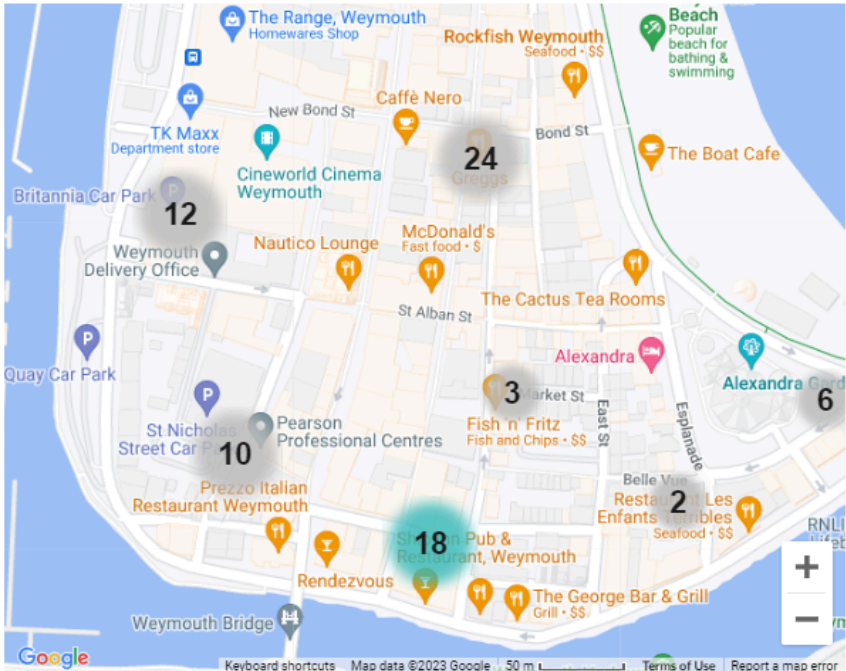 The Range, Weymouth
Homewares Shop
Beach
Popular
beach for
bathing &
swimming
Rockfish Weymouth
Seafood • $$
Caffè Nero
New Bond St
Bond St
TK Maxx
Department store
The Boat Cafe
24
Greggs
Cineworld Cinema
Weymouth
Britannia Car Park
P
12
McDonald's
Fast food • $
Nautico Lounge
Weymouth
Delivery Office
The Cactus Tea Rooms
St Alban St
P
Alexandra
Quay Car Park
Alexandra Gard
6
3
Market St
P
East St
Esplanade
Fish 'n' Fritz
Fish and Chips • $$
Pearson
Professional Centres
St Nicholas
Street Car Pa
10
Belle Vue
2
Prezzo Italian
Restaurant Weymouth
Restaurant Les
Enfants Terribles
Seafood • $$
RNLI
Lifeb
18
Pub &
Restaurant, Weymouth
+
Rendezvous
The George Bar & Grill
Grill • $$
−
Weymouth Bridge
Google
Keyboard shortcuts
Map data ©2023 Google
50 m
Terms of Use
Report a map error